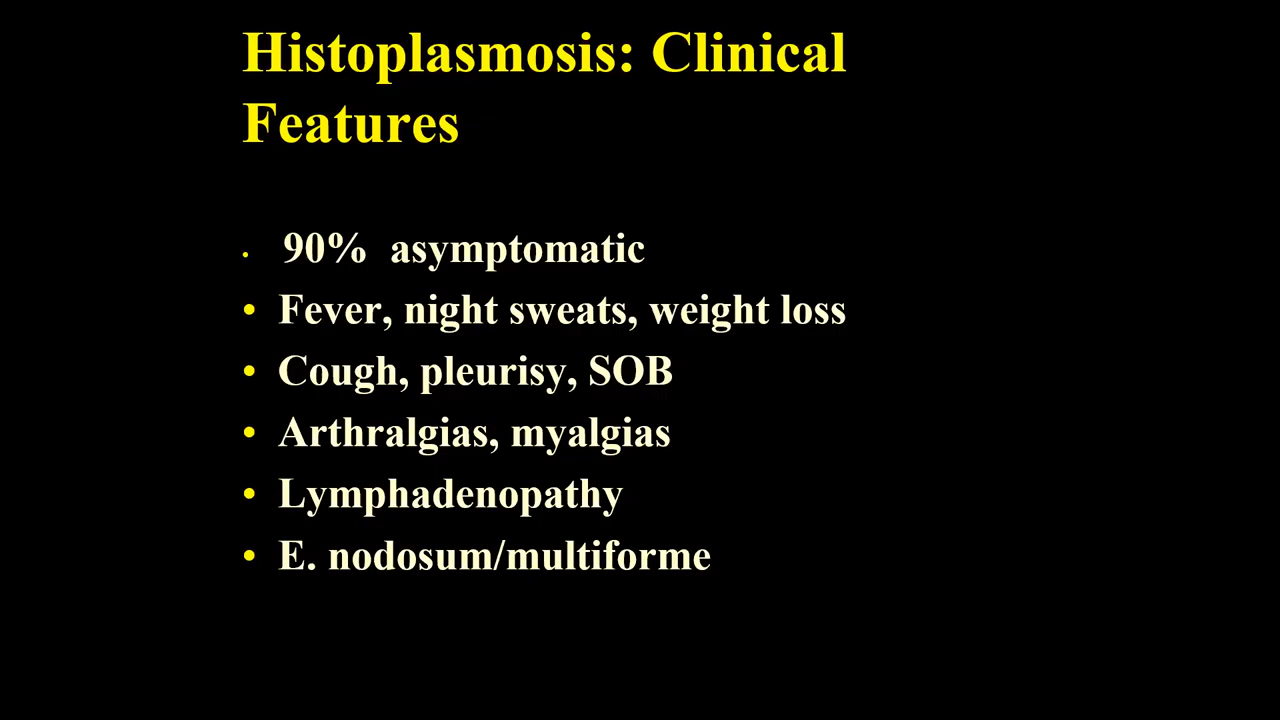 Histoplasmosis: Clinical
Features
• 90% asymptomatic
• Fever, night sweats, weight loss
• Cough, pleurisy, SOB
• Arthralgias, myalgias
• Lymphadenopathy
• E. nodosum/multiforme